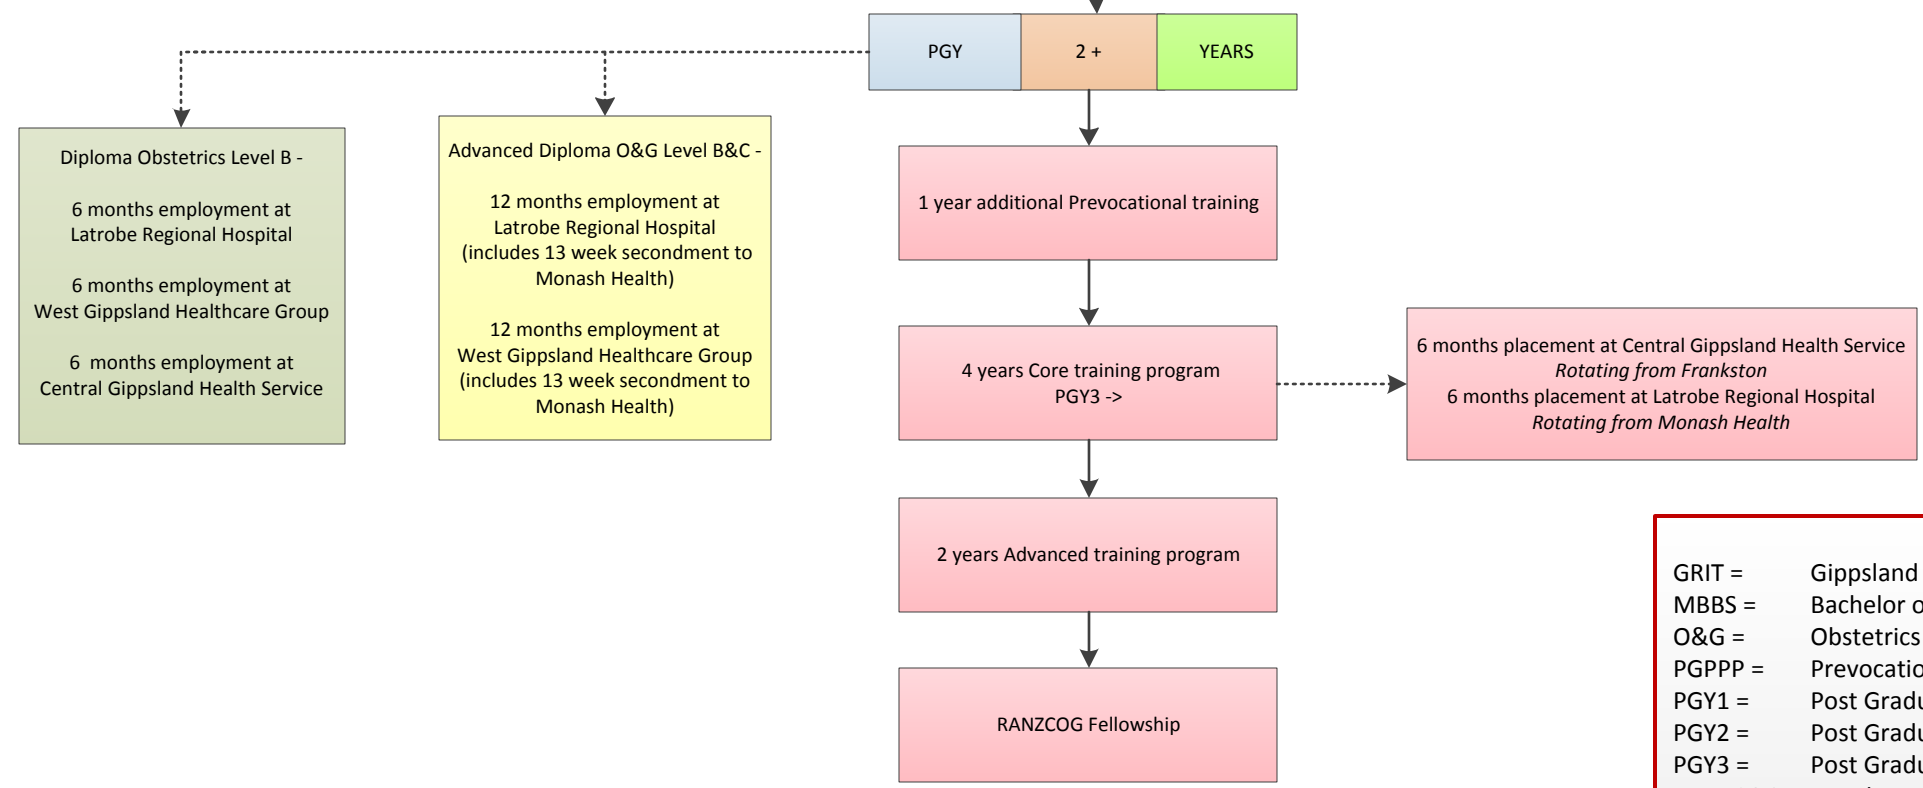 PGY
2 +
YEARS
Diploma Obstetrics Level B -
6 months employment at
Latrobe Regional Hospital
6 months employment at
West Gippsland Healthcare Group
6  months employment at
Central Gippsland Health Service
Advanced Diploma O&G Level B&C -
12 months employment at
Latrobe Regional Hospital
(includes 13 week secondment to
Monash Health)
12 months employment at
West Gippsland Healthcare Group
(includes 13 week secondment to
Monash Health)
1 year additional Prevocational training
4 years Core training program
PGY3 ->
6 months placement at Central Gippsland Health Service
Rotating from Frankston
6 months placement at Latrobe Regional Hospital
Rotating from Monash Health
2 years Advanced training program
RANZCOG Fellowship
GRIT = Gippsland
MBBS = Bachelor
O&G = Obstetrics
PGPPP =
PGY1 = Post
PGY2 = Post
PGY3 = Post